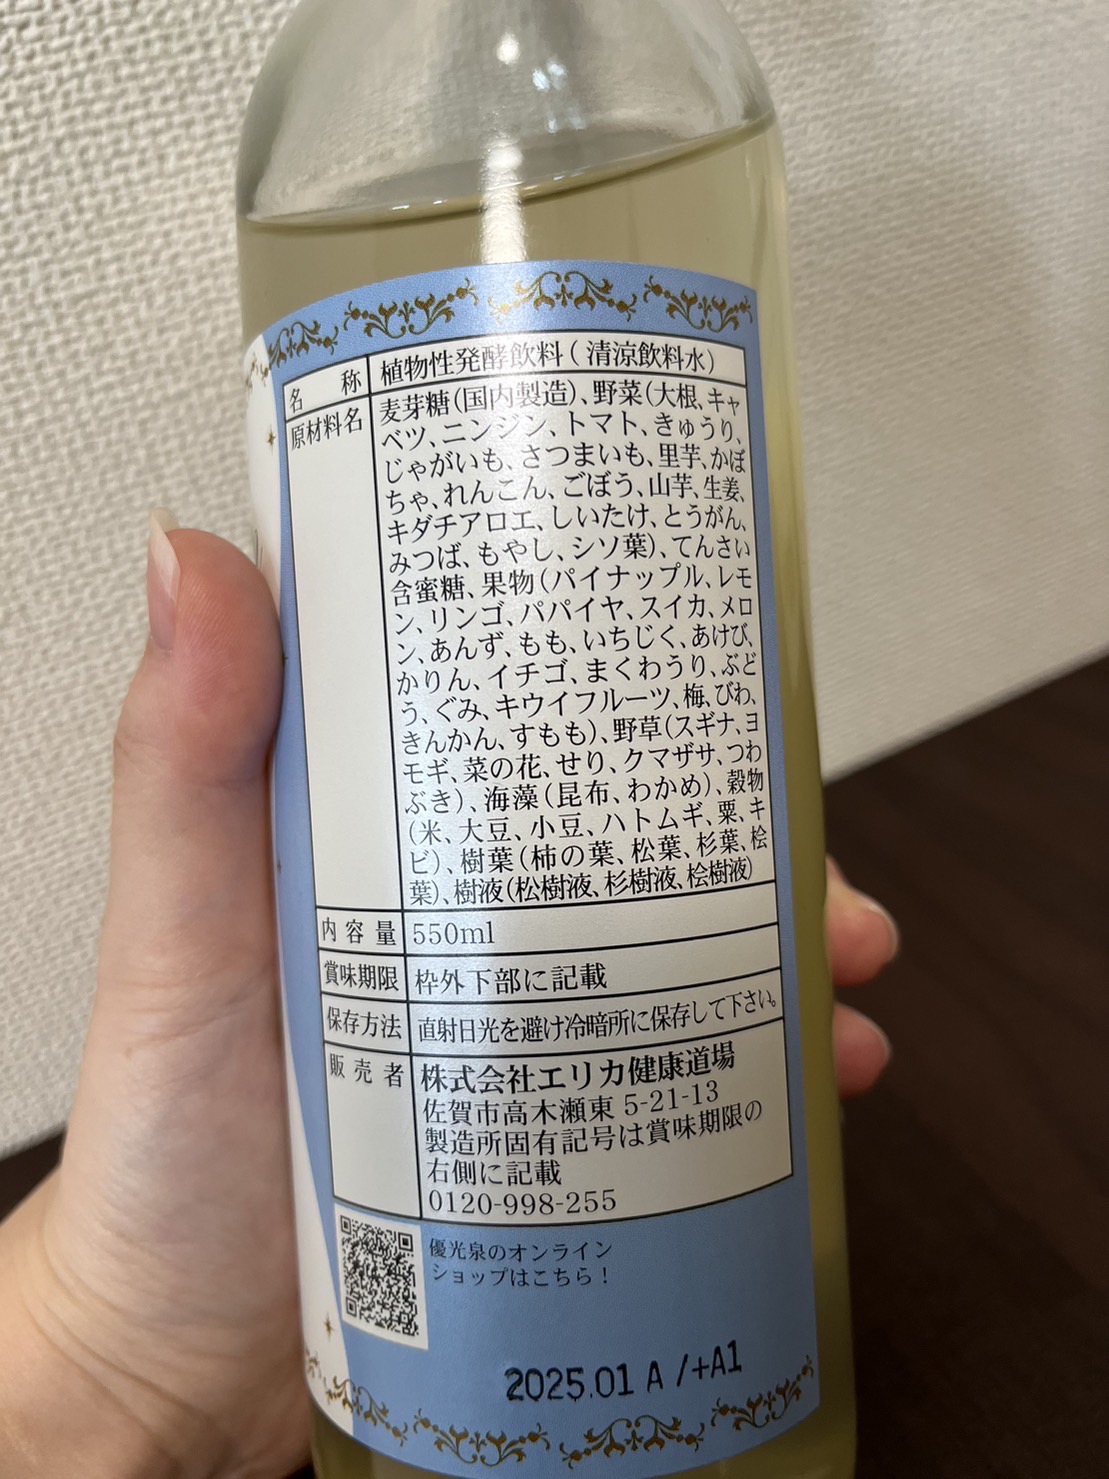 名称 植物性発酵飲料(清涼飲料水)
原材料名 麦芽糖(国内製造)、野菜(大根、キャ
ベツ、ニンジン、トマト、きゅうり、
じゃがいも、さつまいも、里芋、かぼ
ちゃ、れんこん、ごぼう、山芋、生姜、
キダチアロエ、しいたけ、とうがん、
みつば、もやし、シソ葉)、てんさい
含蜜糖、果物(パイナップル、レモ
ン、リンゴ、パパイヤ、スイカ、メロ
ン、あんず、もも、いちじく、あけび、
かりん、イチゴ、まくわうり、ぶど
う、ぐみ、キウイフルーツ、梅、びわ、
きんかん、すもも)、野草(スギナ、ヨ
モギ、菜の花、せり、クマザサ、つわ
ぶき)、海藻(昆布、わかめ)、穀物
(米、大豆、小豆、ハトムギ、粟、キ
ビ)、樹葉(柿の葉、松葉、杉葉、桧
葉)、樹液(松樹液、杉樹液、桧樹液)
内容量 550ml
賞味期限 枠外下部に記載
保存方法 直射日光を避け冷暗所に保存して下さい。
販売者 株式会社エリカ健康道場
佐賀市高木瀬東 5-21-13
製造所固有記号は賞味期限の
右側に記載
0120-998-255
優光泉のオンライン
ショップはこちら!
2025.01 A /+A1